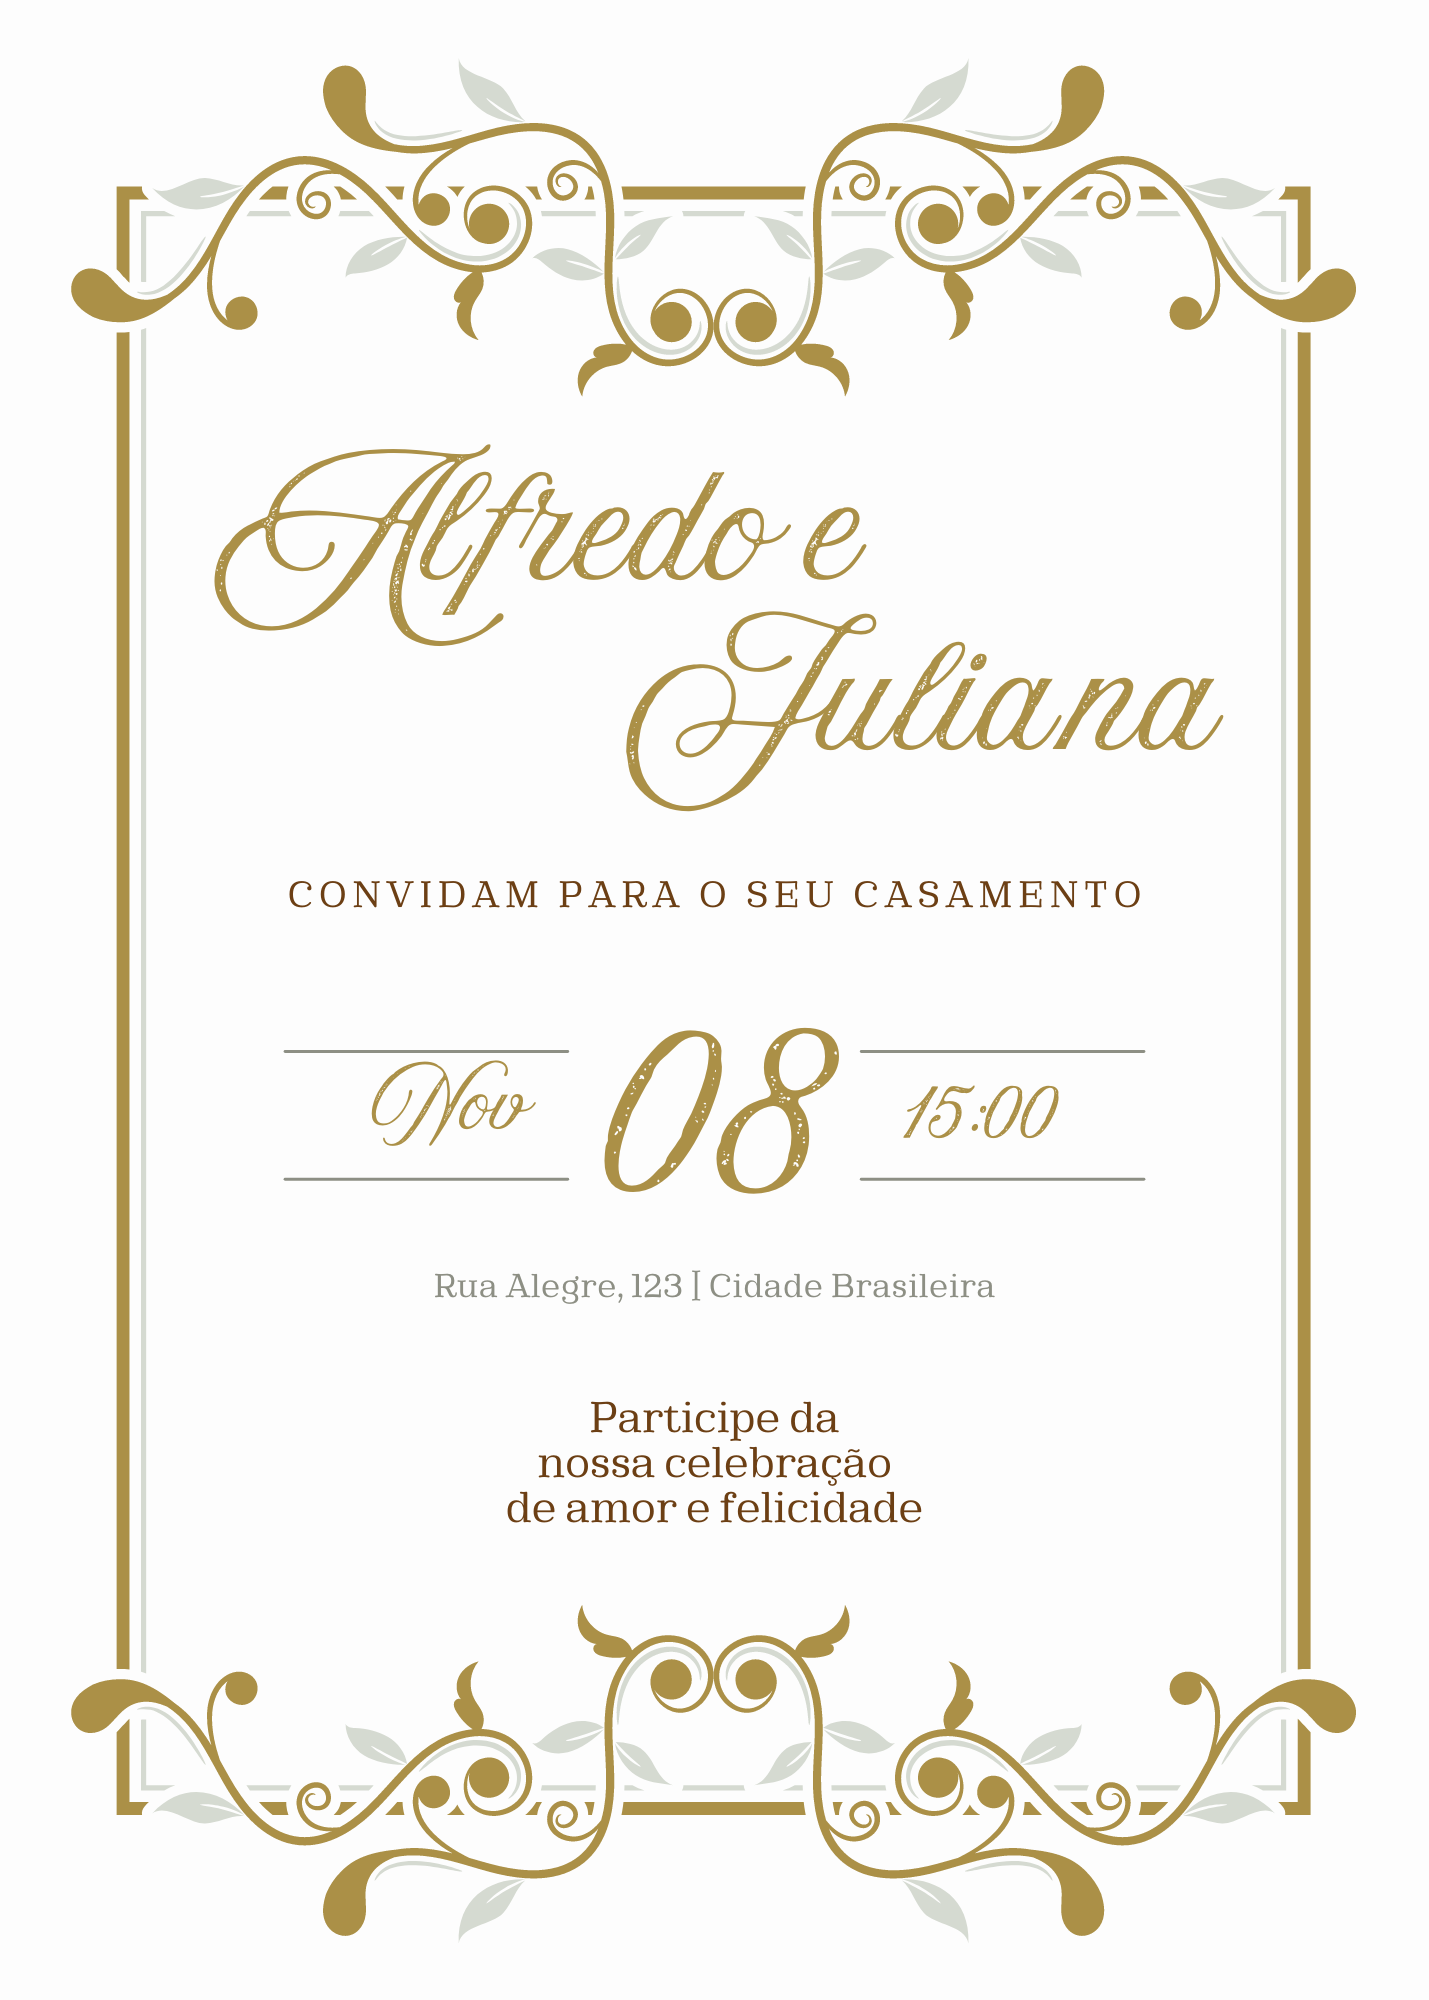 Alfredo e
Juliana
CONVIDAM PARA O SEU CASAMENTO
Nov 08 15:00
Rua Alegre, 123 | Cidade Brasileira
Participe da
nossa celebração
de amor e felicidade